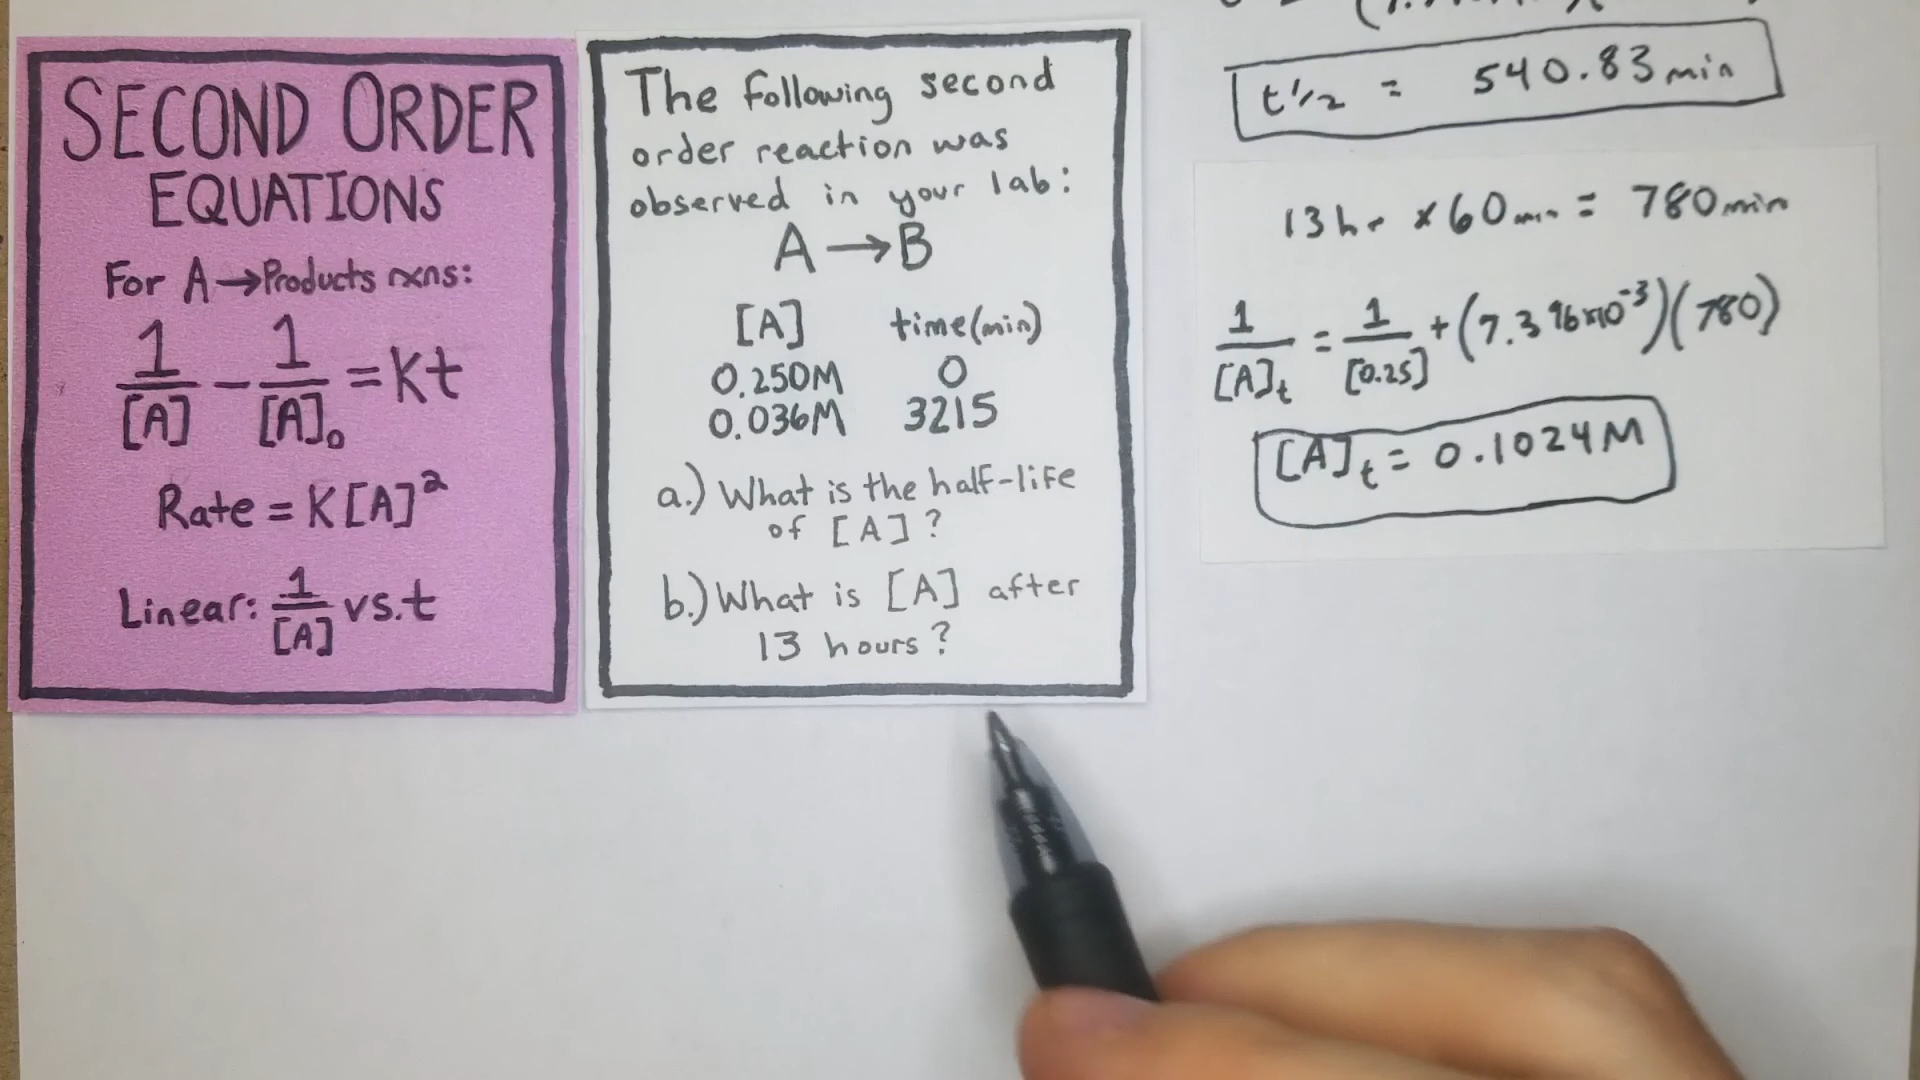 SECOND ORDER
EQUATIONS
For A→Products rxns:
1/[A] - 1/[A]₀ = Kt
Rate = K[A]²
Linear: 1/[A] vs. t
The following second
order reaction was
observed in your lab:
A → B
[A] time(min)
0.250M 0
0.036M 3215
a.) What is the half-life
of [A]?
b.) What is [A] after
13 hours?
t½ = 540.83 min
13 hr x 60 min = 780 min
1/[A]t = 1/[0.25] + (7.396x10⁻³)(780)
[A]t = 0.1024M